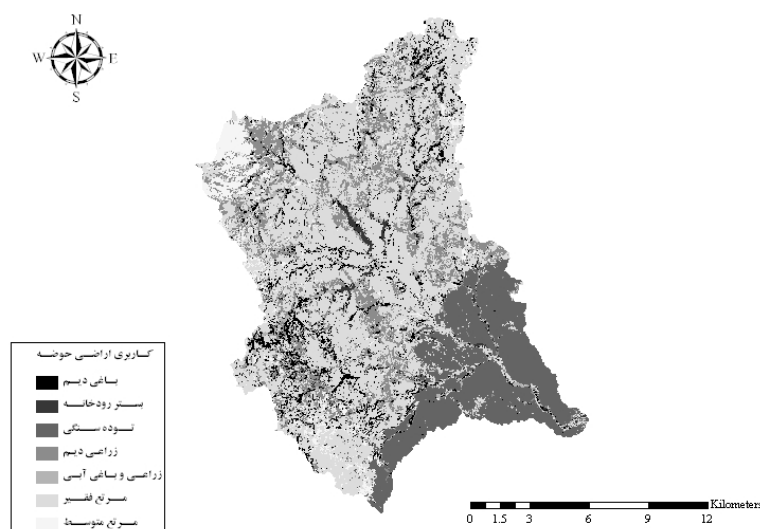 N
W E
S
کاربری اراضی حوضه
باغی دیم
بستر رودخانه
توده سنگی
زراعی دیم
زراعی و باغی آبی
مرتع فقیر
مرتع متوسط
Kilometers
0 1.5 3 6 9 12